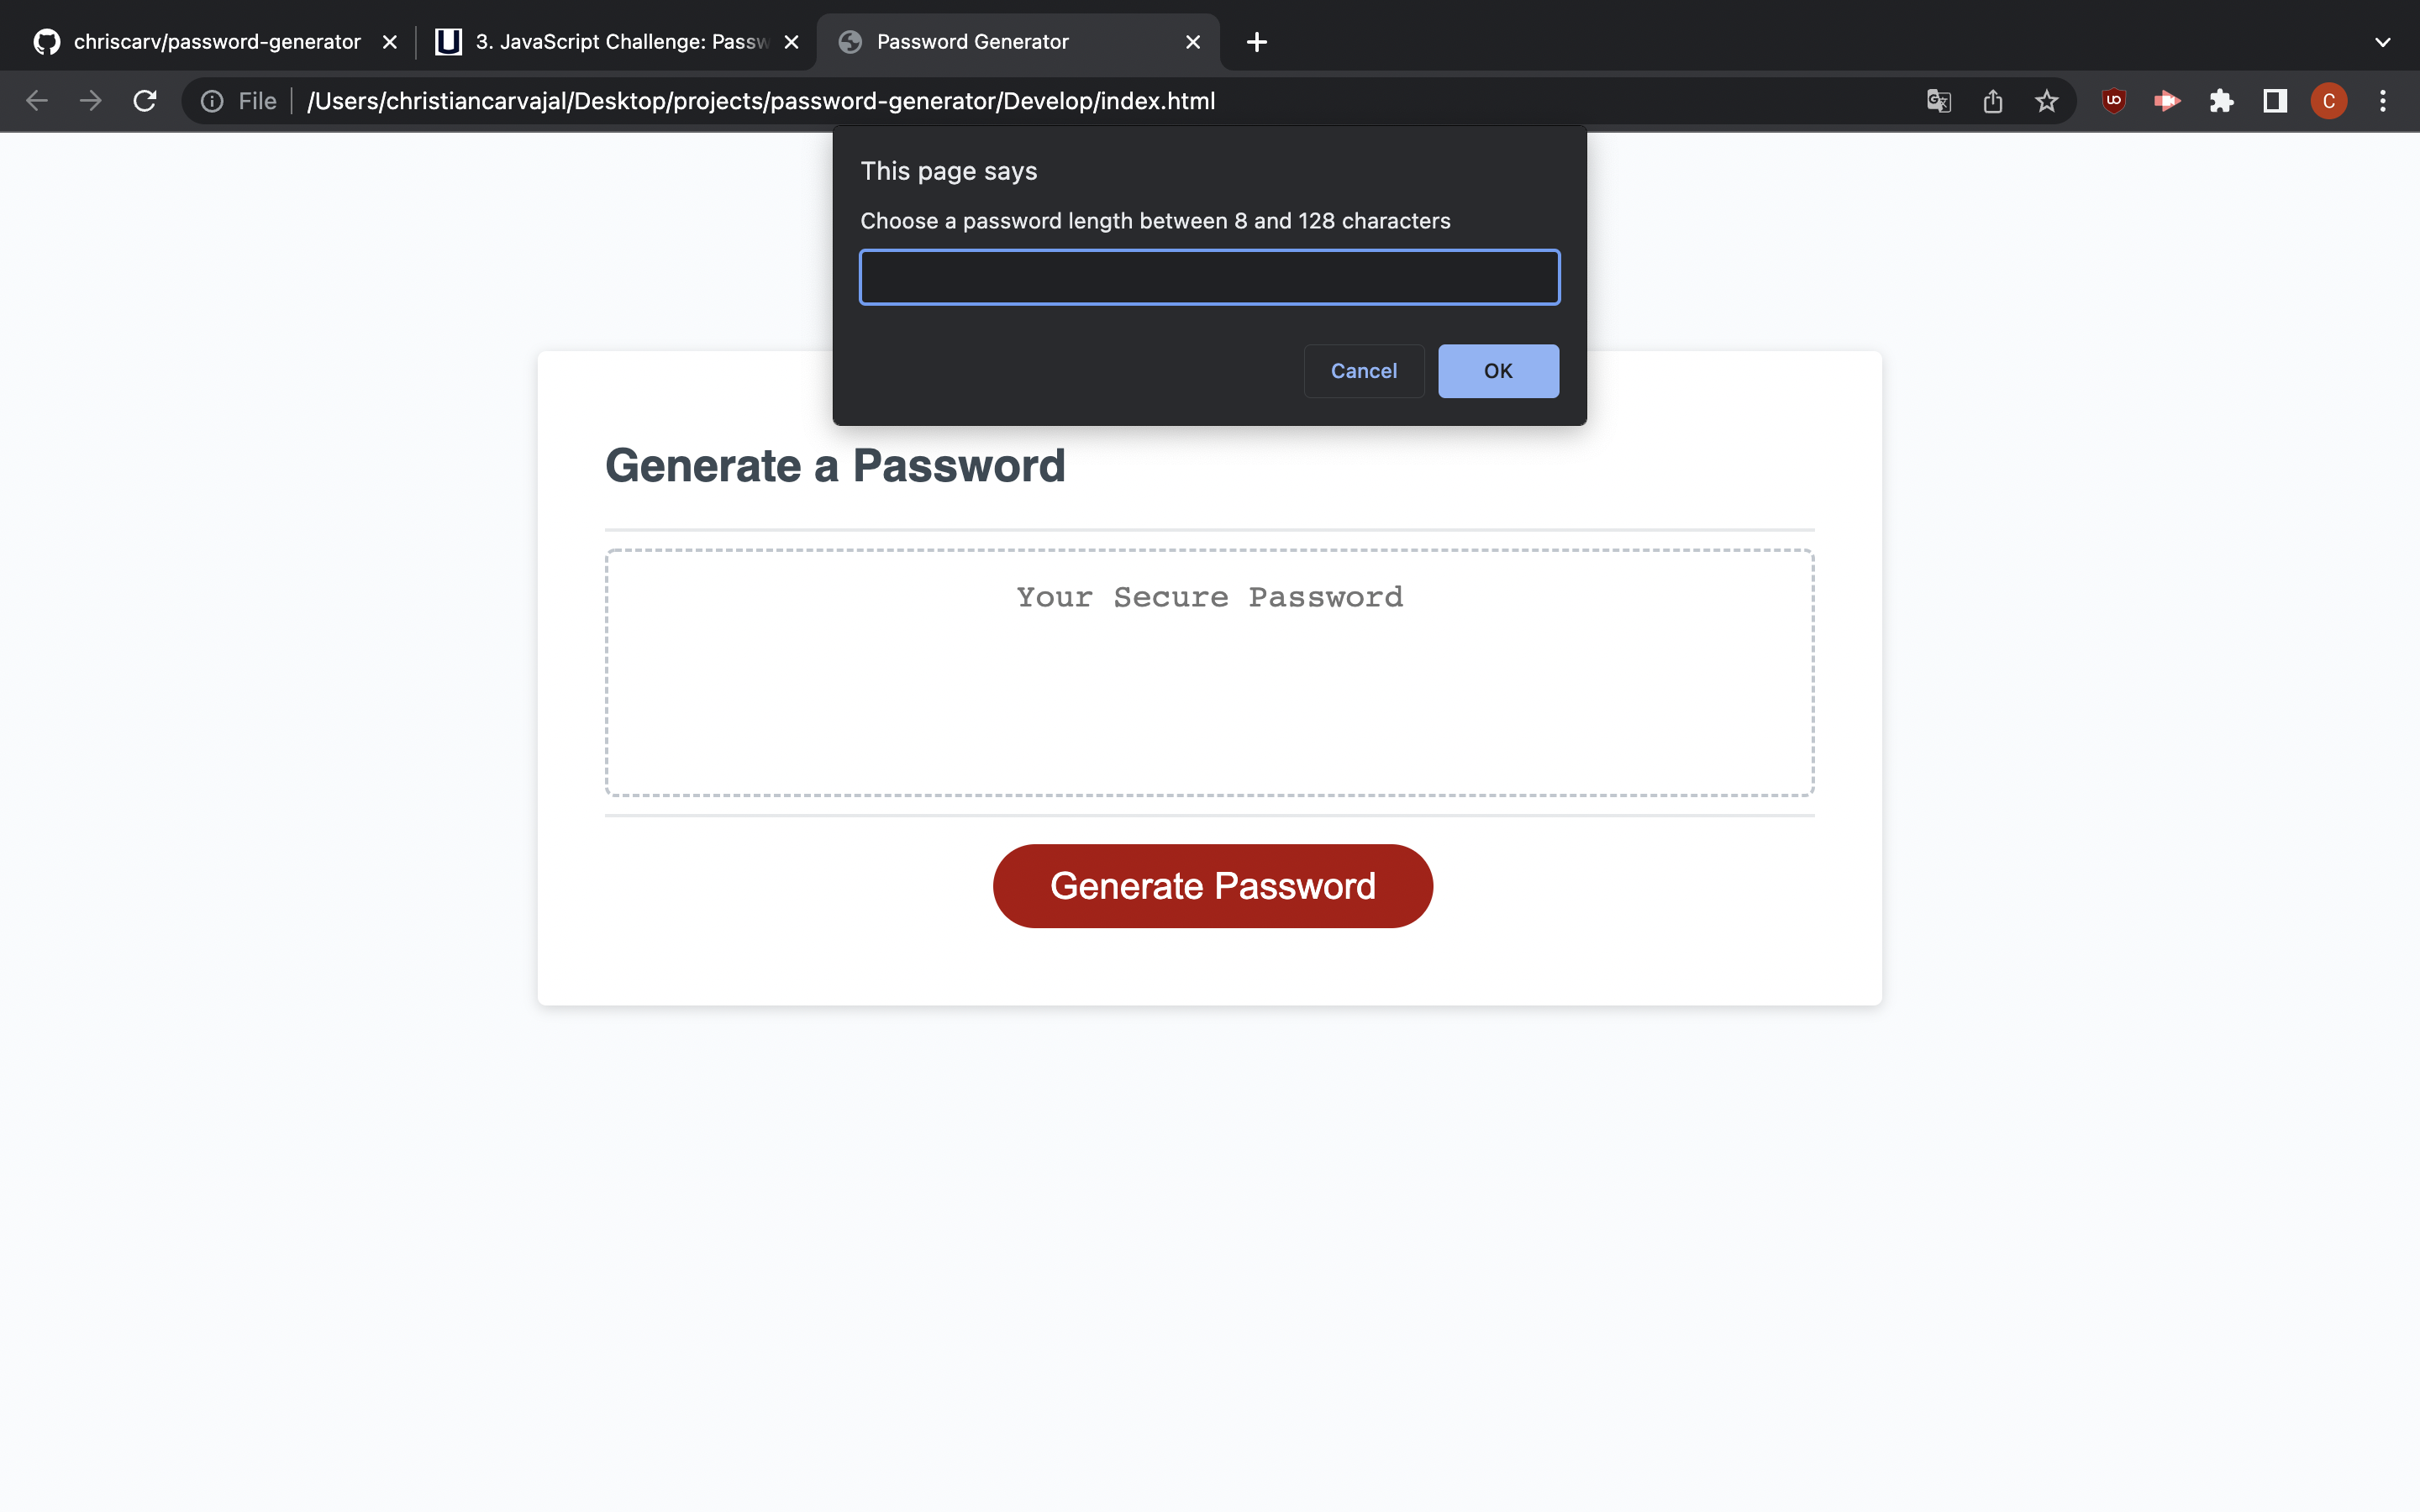 chriscarv/password-generator
3. JavaScript Challenge: Passw
Password Generator
File
/Users/christiancarvajal/Desktop/projects/password-generator/Develop/index.html
C
This page says
Choose a password length between 8 and 128 characters
Cancel
OK
Generate a Password
Your Secure Password
Generate Password